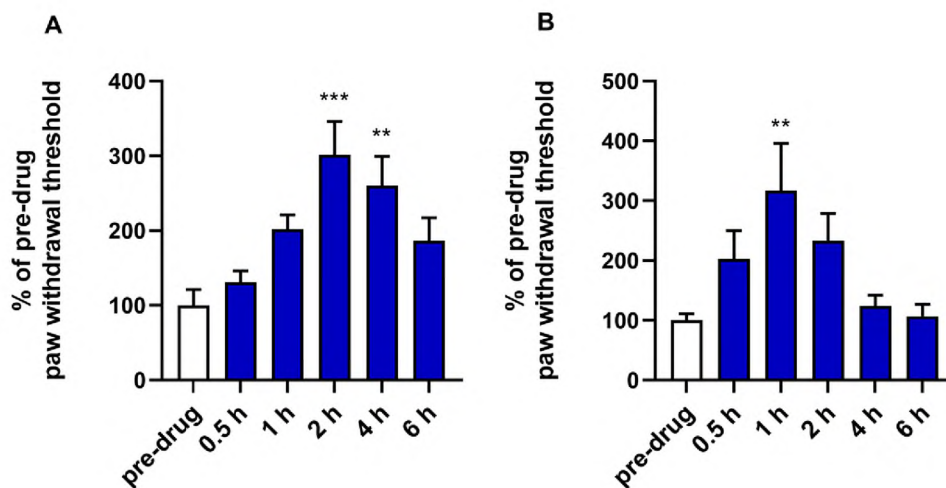 A
% of pre-drug
paw withdrawal threshold
400
300
200
100
0
***
**
pre-drug
0.5 h
1 h
2 h
4 h
6 h
B
% of pre-drug
paw withdrawal threshold
500
400
300
200
100
0
**
pre-drug
0.5 h
1 h
2 h
4 h
6 h